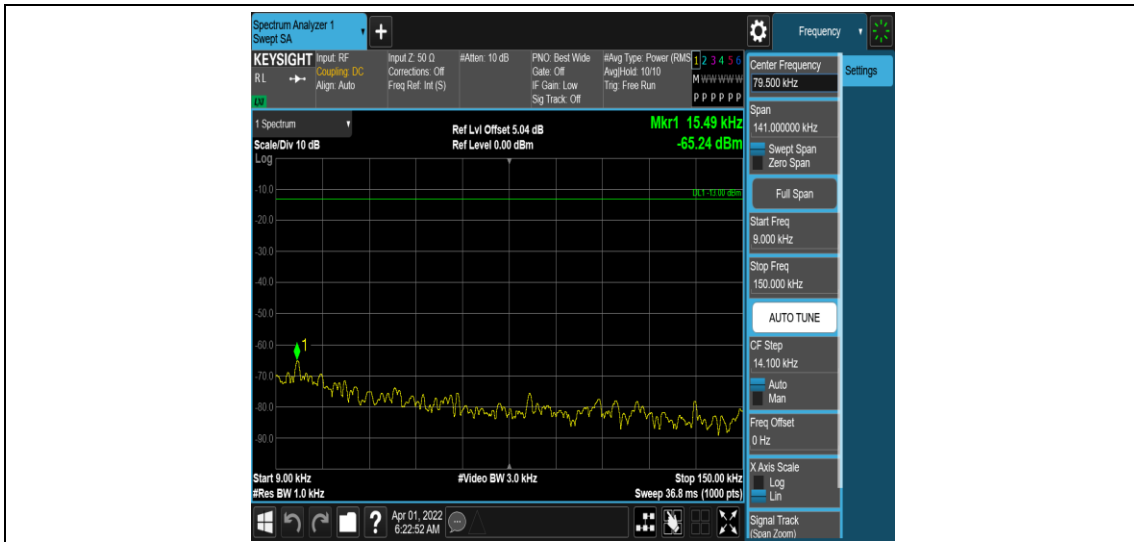 Spectrum Analyzer 1
Swept SA
+
Frequency
KEYSIGHT
RL
LXI
Input: RF
Coupling: DC
Align: Auto
Input Z: 50 Ω
Corrections: Off
Freq Ref: Int (S)
#Atten: 10 dB
PNO: Best Wide
Gate: Off
IF Gain: Low
Sig Track: Off
#Avg Type: Power (RMS
Avg|Hold: 10/10
Trig: Free Run
1 2 3 4 5 6
M W W W W W
P P P P P P
1 Spectrum
Scale/Div 10 dB
Log
Ref Lvl Offset 5.04 dB
Ref Level 0.00 dBm
Mkr1 15.49 kHz
-65.24 dBm
DL1 -13.00 dBm
-10.0
-20.0
-30.0
-40.0
-50.0
-60.0
1
-70.0
-80.0
-90.0
Start 9.00 kHz
#Res BW 1.0 kHz
#Video BW 3.0 kHz
Stop 150.00 kHz
Sweep 36.8 ms (1000 pts)
?
Apr 01, 2022
6:22:52 AM
Center Frequency
79.500 kHz
Settings
Span
141.000000 kHz
Swept Span
Zero Span
Full Span
Start Freq
9.000 kHz
Stop Freq
150.000 kHz
AUTO TUNE
CF Step
14.100 kHz
Auto
Man
Freq Offset
0 Hz
X Axis Scale
Log
Lin
Signal Track
(Span Zoom)